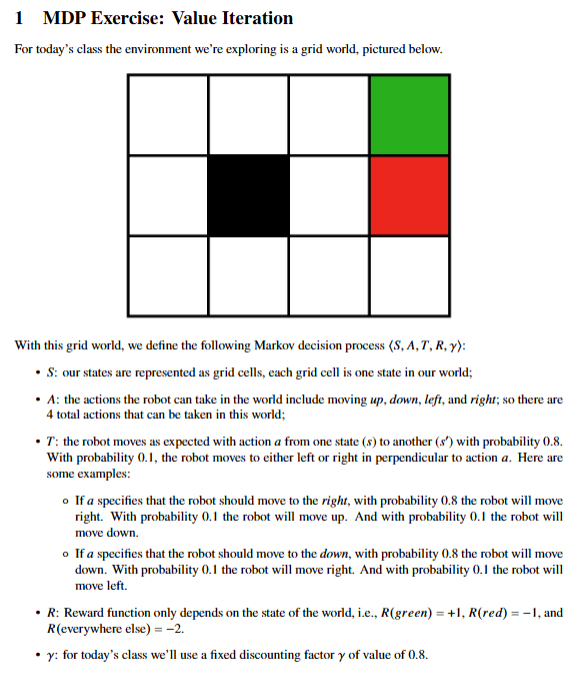 1 MDP Exercise: Value Iteration
For today's class the environment we're exploring is a grid world, pictured below.
With this grid world, we define the following Markov decision process ⟨S, A, T, R, γ⟩:
• S: our states are represented as grid cells, each grid cell is one state in our world;
• A: the actions the robot can take in the world include moving up, down, left, and right; so there are
4 total actions that can be taken in this world;
• T: the robot moves as expected with action a from one state (s) to another (s′) with probability 0.8.
With probability 0.1, the robot moves to either left or right in perpendicular to action a. Here are
some examples:
∘ If a specifies that the robot should move to the right, with probability 0.8 the robot will move
right. With probability 0.1 the robot will move up. And with probability 0.1 the robot will
move down.
∘ If a specifies that the robot should move to the down, with probability 0.8 the robot will move
down. With probability 0.1 the robot will move right. And with probability 0.1 the robot will
move left.
• R: Reward function only depends on the state of the world, i.e., R(green) = +1, R(red) = −1, and
R(everywhere else) = −2.
• γ: for today's class we'll use a fixed discounting factor γ of value of 0.8.